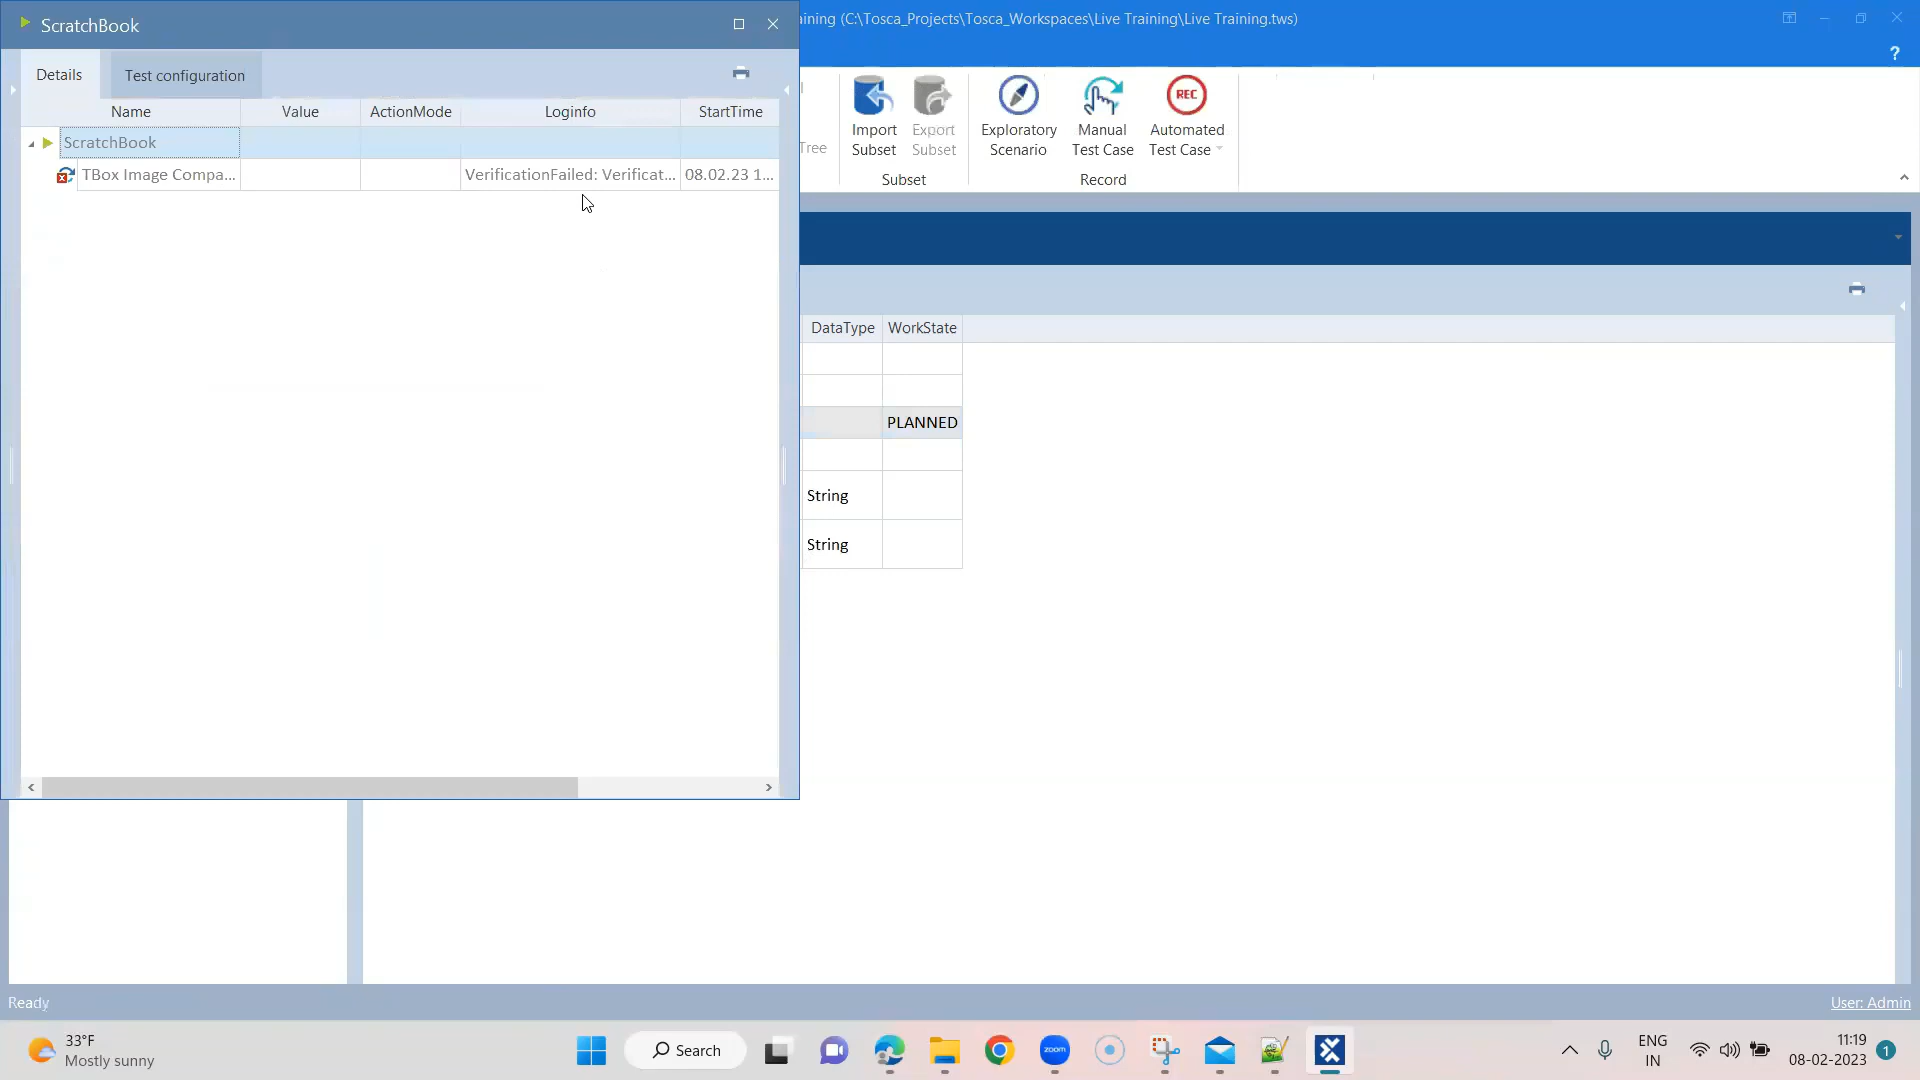 ScratchBook
aining (C:\Tosca_Projects\Tosca_Workspaces\Live Training\Live Training.tws)
?
Details
Test configuration
Name Value ActionMode Loginfo StartTime
ScratchBook
TBox Image Compa... VerificationFailed: Verificat... 08.02.23 1...
Tree
Import Subset
Export Subset
Subset
Exploratory Scenario
Manual Test Case
REC
Automated Test Case
Record
DataType WorkState
PLANNED
String
String
Ready
User: Admin
33°F
Mostly sunny
Search
zoom
ENG
IN
11:19
08-02-2023
1